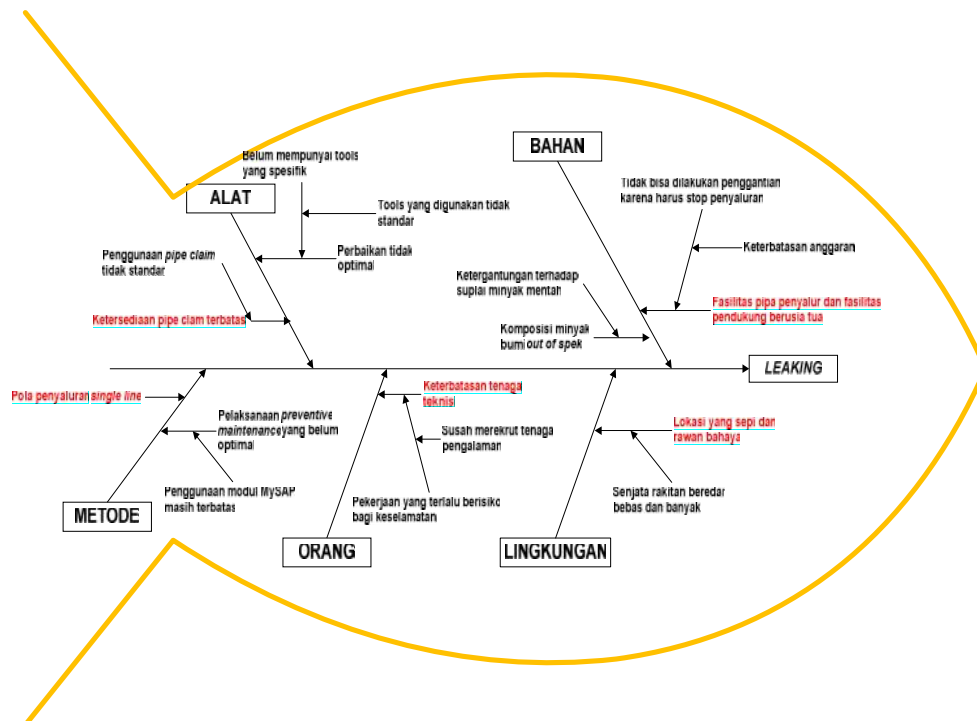 BAHAN
Belum mempunyai tools
yang spesifik
ALAT
Tidak bisa dilakukan penggantian
karena harus stop penyaluran
Tools yang digunakan tidak
standar
Penggunaan pipe claim
tidak standar
Perbaikan tidak
optimal
Keterbatasan anggaran
Ketergantungan terhadap
suplai minyak mentah
Ketersediaan pipe clam terbatas
Fasilitas pipa penyalur dan fasilitas
pendukung berusia tua
Komposisi minyak
bumi out of spek
LEAKING
Pola penyaluran single line
Keterbatasan tenaga
teknis
Pelaksanaan preventive
maintenance yang belum
optimal
Susah merekrut tenaga
pengalaman
Lokasi yang sepi dan
rawan bahaya
Penggunaan modul MySAP
masih terbatas
Pekerjaan yang terlalu berisiko
bagi keselamatan
Senjata rakitan beredar
bebas dan banyak
METODE
ORANG
LINGKUNGAN